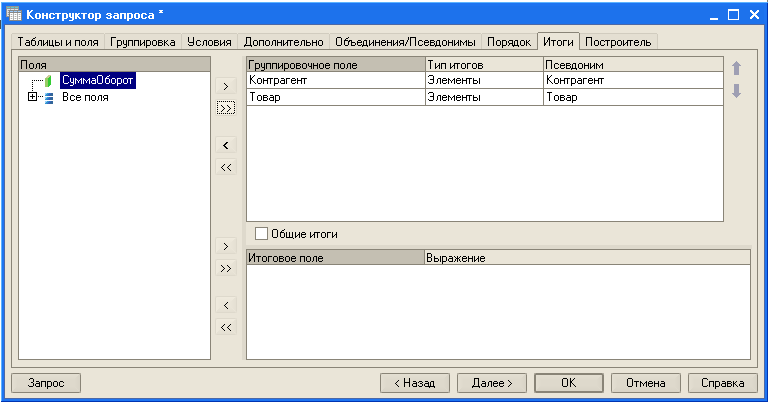 Конструктор запроса *
Таблицы и поля Группировка Условия Дополнительно Объединения/Псевдонимы Порядок Итоги Построитель
Поля
СуммаОборот
Все поля
>
>>
<
<<
>
>>
<
<<
Группировочное поле Тип итогов Псевдоним
Контрагент Элементы Контрагент
Товар Элементы Товар
Общие итоги
Итоговое поле Выражение
Запрос < Назад Далее > OK Отмена Справка